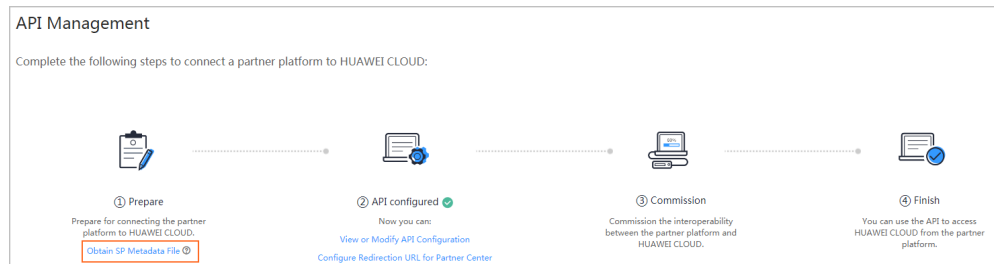 API Management
Complete the following steps to connect a partner platform to HUAWEI CLOUD:
99%
① Prepare
Prepare for connecting the partner
platform to HUAWEI CLOUD.
Obtain SP Metadata File ?
② API configured
Now you can:
View or Modify API Configuration
Configure Redirection URL for Partner Center
③ Commission
Commission the interoperability
between the partner platform and
HUAWEI CLOUD.
④ Finish
You can use the API to access
HUAWEI CLOUD from the partner
platform.